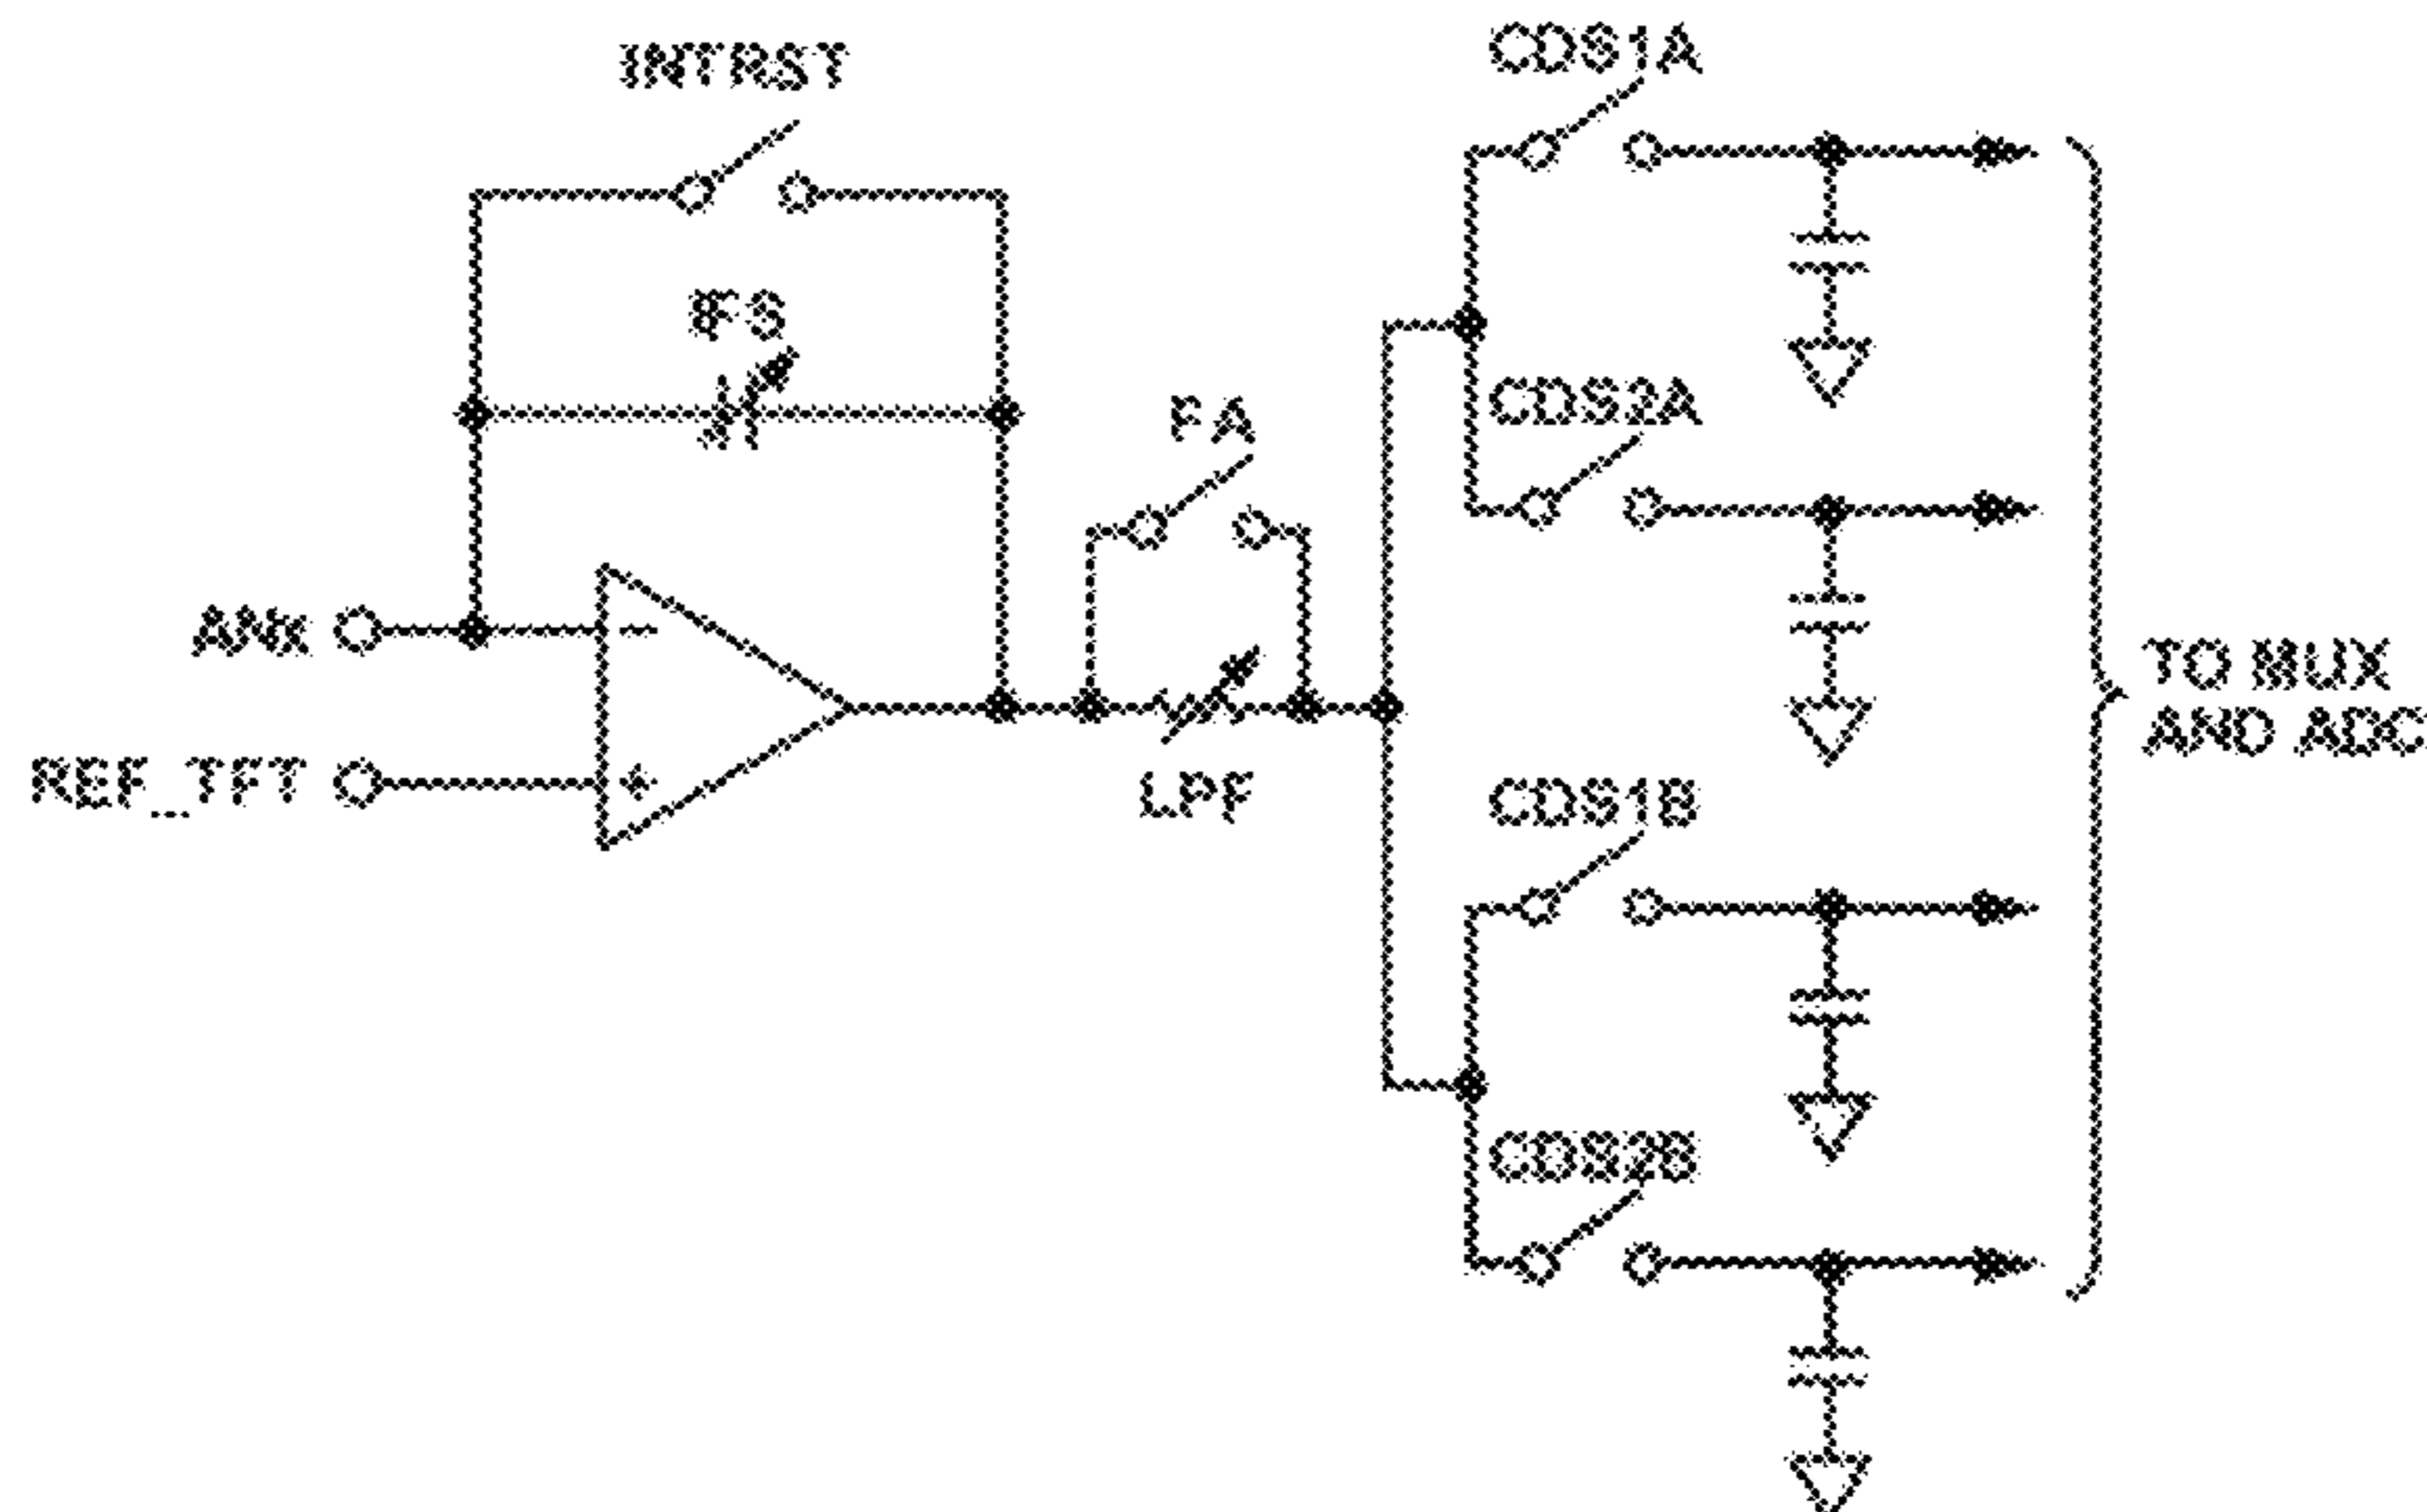 INTRST
CDS1A
IFS
CDS2A
FA
ANx
REF_TFT
LPF
CDS1B
CDS2B
TO MUX
AND ADC
-
+